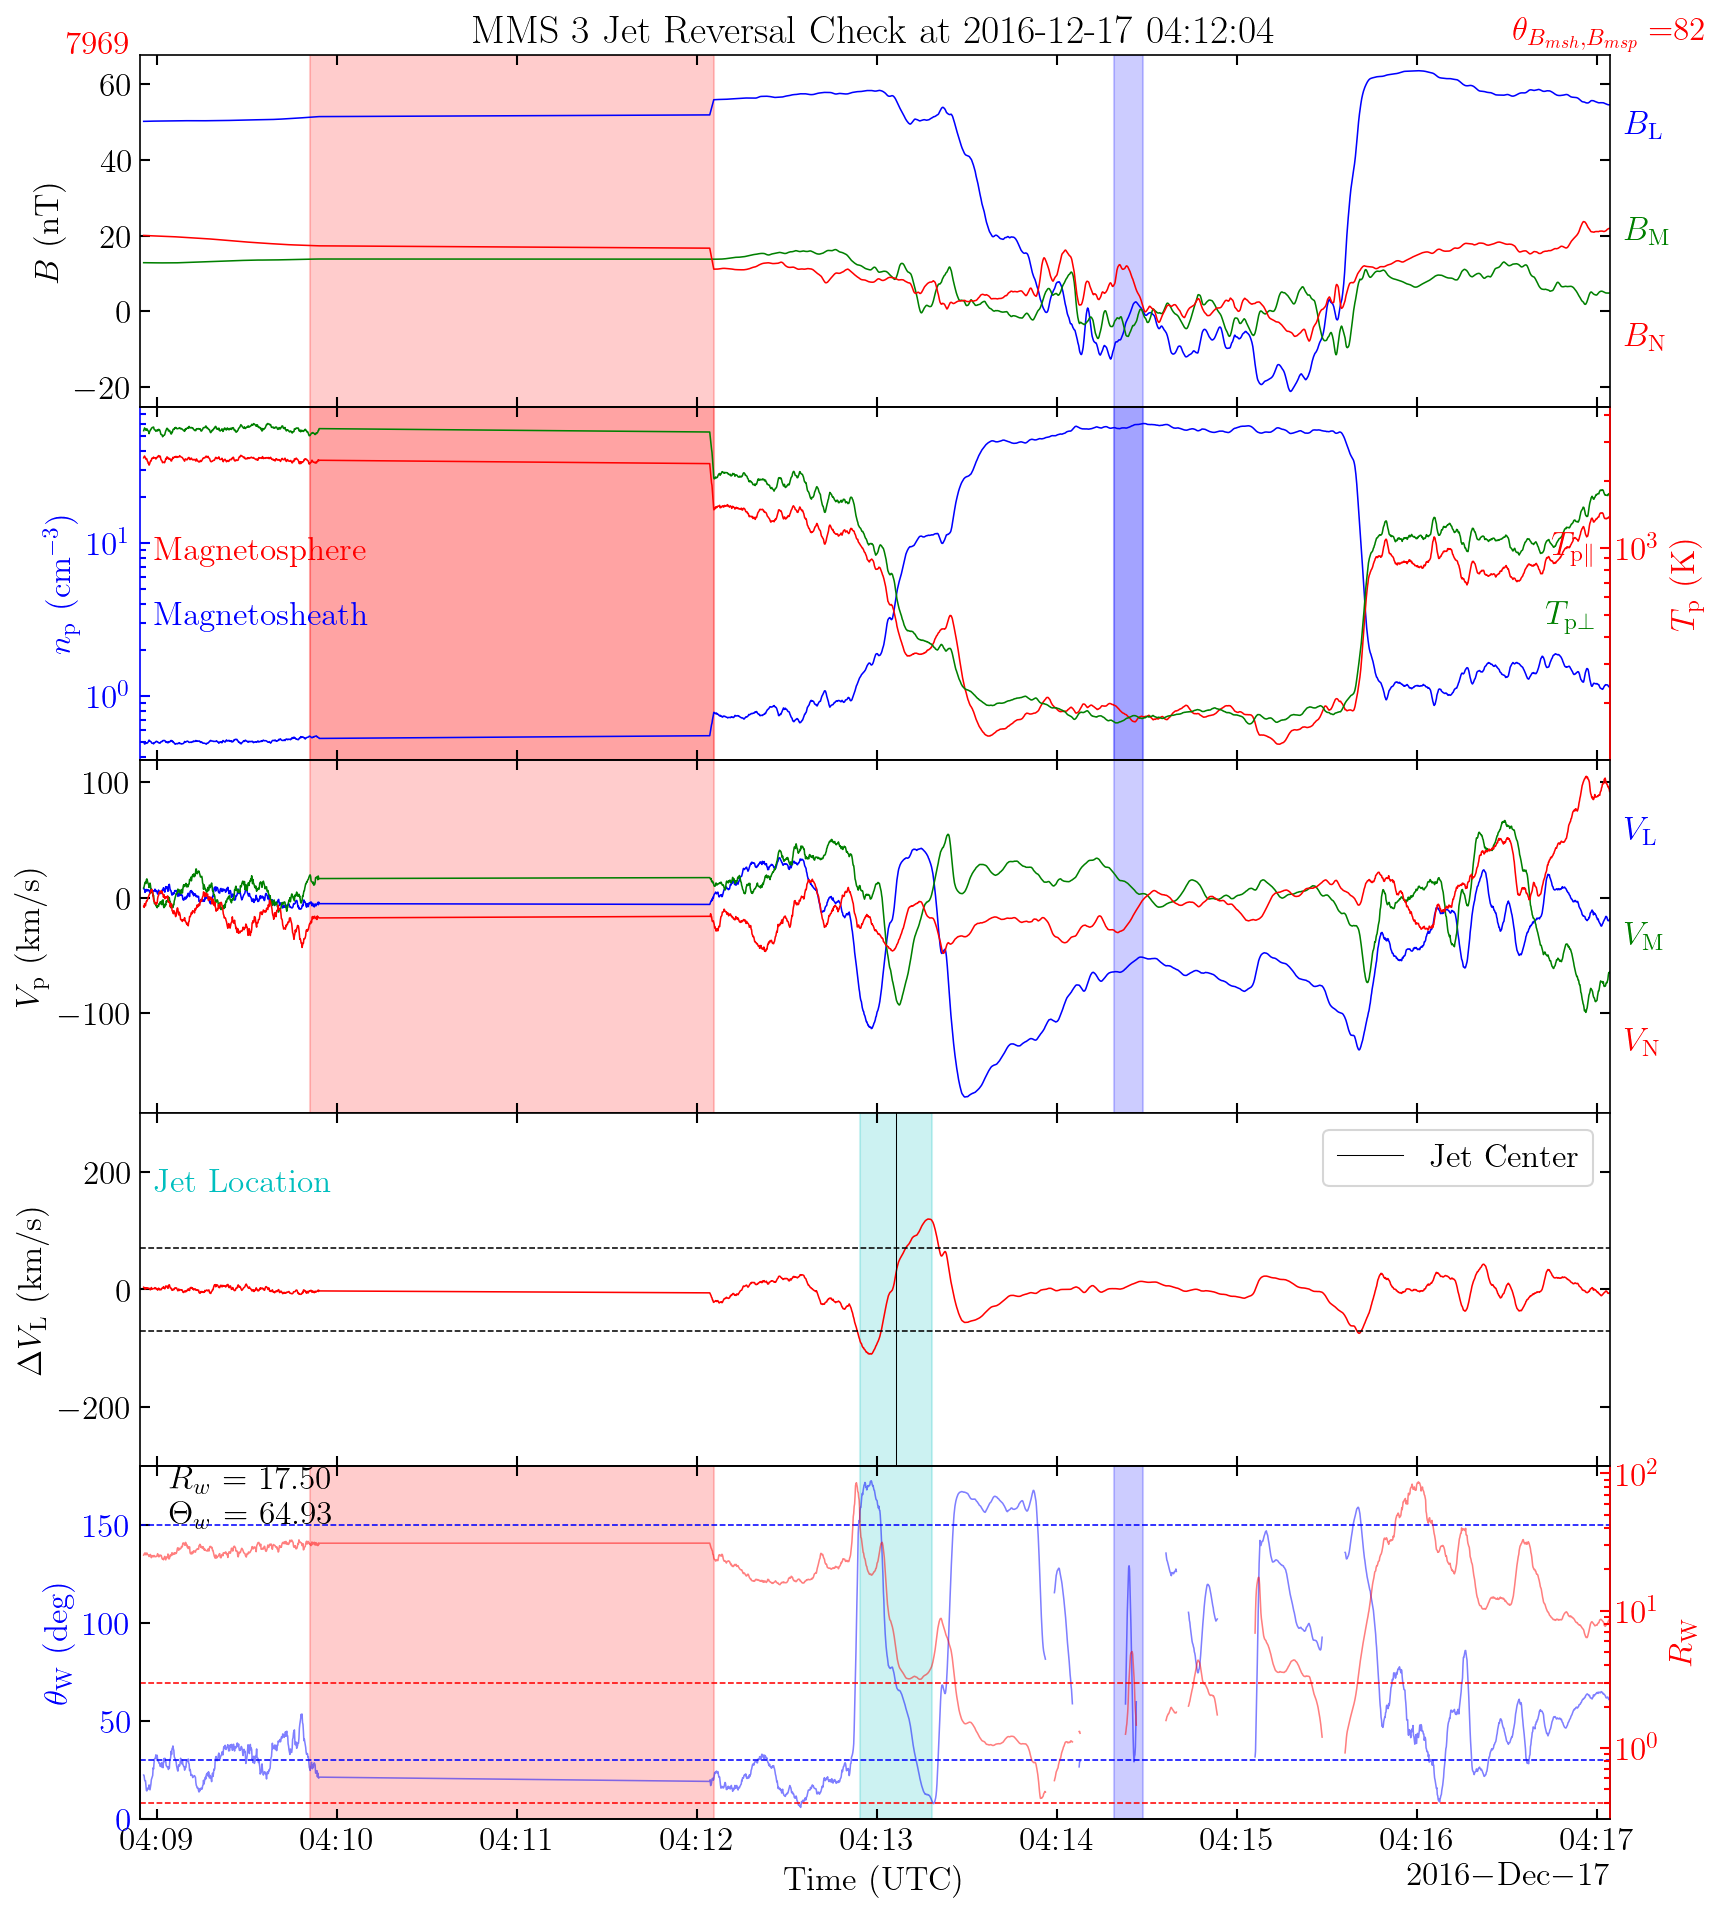 MMS 3 Jet Reversal Check at 2016-12-17 04:12:04
7969
θ_{B_{msh},B_{msp}} =82
60
40
20
0
−20
B (nT)
B_L
B_M
B_N
10^1
10^0
n_p (cm^{−3})
Magnetosphere
Magnetosheath
T_{p∥}
T_{p⊥}
10^3
T_p (K)
100
0
−100
V_p (km/s)
V_L
V_M
V_N
200
0
−200
ΔV_L (km/s)
Jet Location
Jet Center
R_w = 17.50
Θ_w = 64.93
150
100
50
0
θ_W (deg)
10^2
10^1
10^0
R_W
04:09 04:10 04:11 04:12 04:13 04:14 04:15 04:16 04:17
Time (UTC)
2016−Dec−17